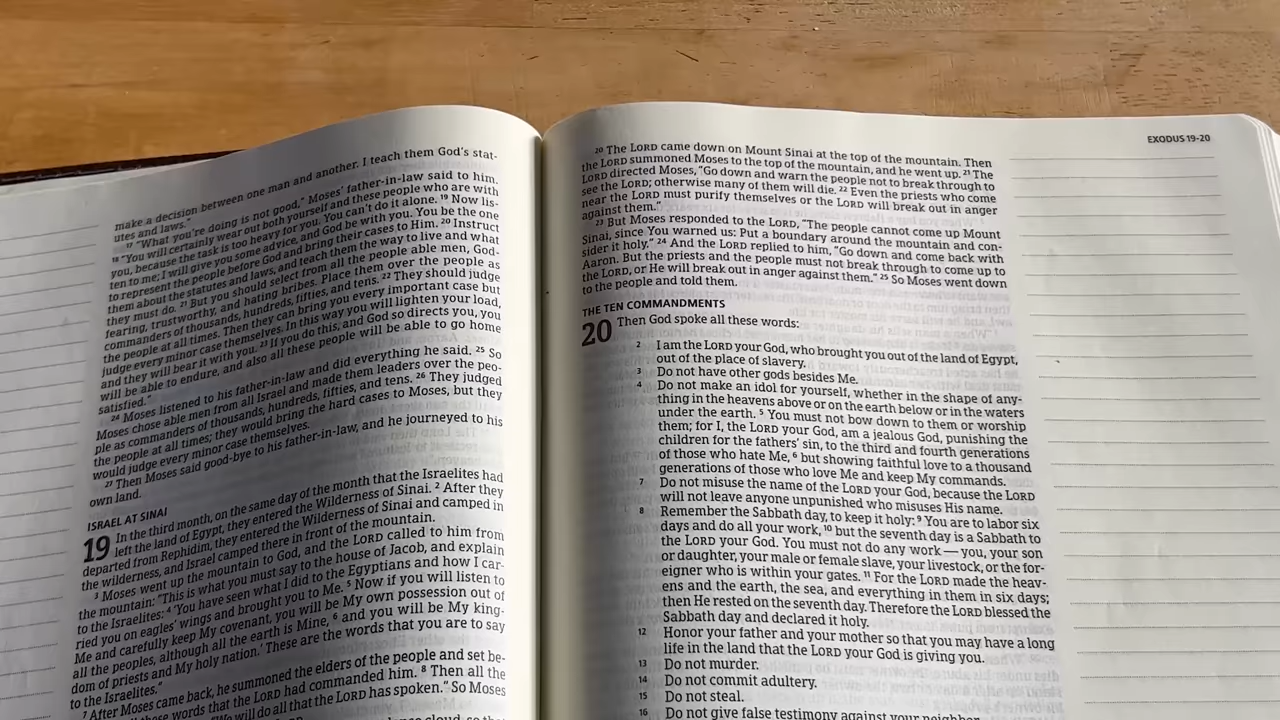 make a decision between one man and another. I teach them God's stat-
utes and laws."
17 "What you're doing is not good," Moses' father-in-law said to him.
18 "You will certainly wear out both yourself and these people who are with
you, because the task is too heavy for you. You can't do it alone. 19 Now lis-
ten to me; I will give you some advice, and God be with you. You be the one
to represent the people before God and bring their cases to Him. 20 Instruct
them about the statutes and laws, and teach them the way to live and what
they must do. 21 But you should select from all the people able men, God-
fearing, trustworthy, and hating bribes. Place them over the people as
commanders of thousands, hundreds, fifties, and tens. 22 They should judge
the people at all times. Then they can bring you every important case but
judge every minor case themselves. In this way you will lighten your load,
and they will bear it with you. 23 If you do this, and God so directs you, you
will be able to endure, and also all these people will be able to go home
satisfied."
24 Moses listened to his father-in-law and did everything he said. 25 So
Moses chose able men from all Israel and made them leaders over the peo-
ple as commanders of thousands, hundreds, fifties, and tens. 26 They judged
the people at all times; they would bring the hard cases to Moses, but they
would judge every minor case themselves.
27 Then Moses said good-bye to his father-in-law, and he journeyed to his
own land.
ISRAEL AT SINAI
19 In the third month, on the same day of the month that the Israelites had
left the land of Egypt, they entered the Wilderness of Sinai. 2 After they
departed from Rephidim, they entered the Wilderness of Sinai and camped in
the wilderness, and Israel camped there in front of the mountain.
3 Moses went up the mountain to God, and the LORD called to him from
the mountain: "This is what you must say to the house of Jacob, and explain
to the Israelites: 4 'You have seen what I did to the Egyptians and how I car-
ried you on eagles' wings and brought you to Me. 5 Now if you will listen to
Me and carefully keep My covenant, you will be My own possession out of
all the peoples, although all the earth is Mine, 6 and you will be My king-
dom of priests and My holy nation.' These are the words that you are to say
to the Israelites."
7 After Moses came back, he summoned the elders of the people and set be-
these words that the LORD had commanded him. 8 Then all the
"We will do all that the LORD has spoken." So Moses
EXODUS 19-20
20 The LORD came down on Mount Sinai at the top of the mountain. Then
the LORD summoned Moses to the top of the mountain, and he went up. 21 The
LORD directed Moses, "Go down and warn the people not to break through to
see the LORD; otherwise many of them will die. 22 Even the priests who come
near the LORD must purify themselves or the LORD will break out in anger
against them."
23 But Moses responded to the LORD, "The people cannot come up Mount
Sinai, since You warned us: Put a boundary around the mountain and con-
sider it holy." 24 And the LORD replied to him, "Go down and come back with
Aaron. But the priests and the people must not break through to come up to
the LORD, or He will break out in anger against them." 25 So Moses went down
to the people and told them.
THE TEN COMMANDMENTS
20 Then God spoke all these words:
2 I am the LORD your God, who brought you out of the land of Egypt,
out of the place of slavery.
3 Do not have other gods besides Me.
4 Do not make an idol for yourself, whether in the shape of any-
thing in the heavens above or on the earth below or in the waters
under the earth. 5 You must not bow down to them or worship
them; for I, the LORD your God, am a jealous God, punishing the
children for the fathers' sin, to the third and fourth generations
of those who hate Me, 6 but showing faithful love to a thousand
generations of those who love Me and keep My commands.
7 Do not misuse the name of the LORD your God, because the LORD
will not leave anyone unpunished who misuses His name.
8 Remember the Sabbath day, to keep it holy: 9 You are to labor six
days and do all your work, 10 but the seventh day is a Sabbath to
the LORD your God. You must not do any work — you, your son
or daughter, your male or female slave, your livestock, or the for-
eigner who is within your gates. 11 For the LORD made the heav-
ens and the earth, the sea, and everything in them in six days;
then He rested on the seventh day. Therefore the LORD blessed the
Sabbath day and declared it holy.
12 Honor your father and your mother so that you may have a long
life in the land that the LORD your God is giving you.
13 Do not murder.
14 Do not commit adultery.
15 Do not steal.
16 Do not give false testimony against your neighbor.